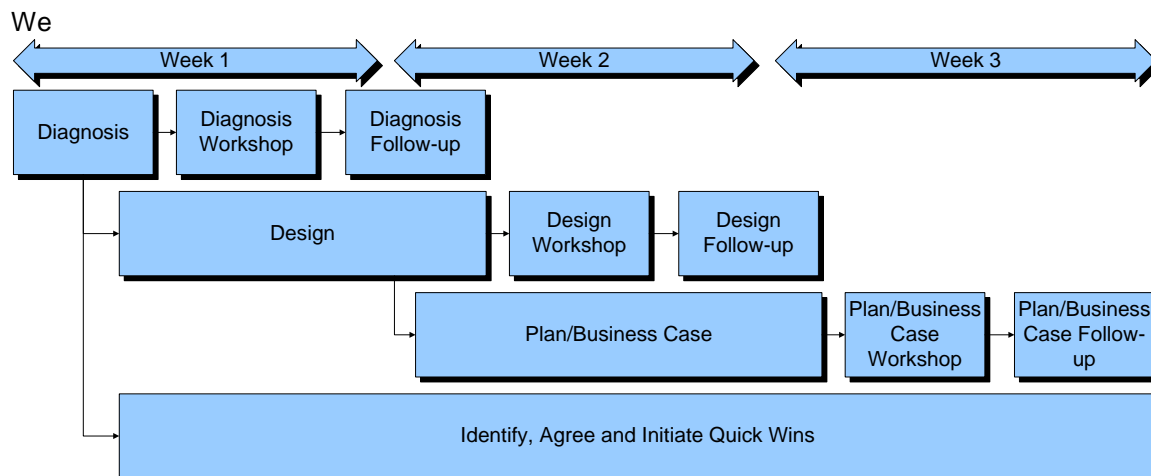 We
Week 1
Week 2
Week 3
Diagnosis
Diagnosis
Workshop
Diagnosis
Follow-up
Design
Design
Workshop
Design
Follow-up
Plan/Business Case
Plan/Business
Case
Workshop
Plan/Business
Case Follow-
up
Identify, Agree and Initiate Quick Wins